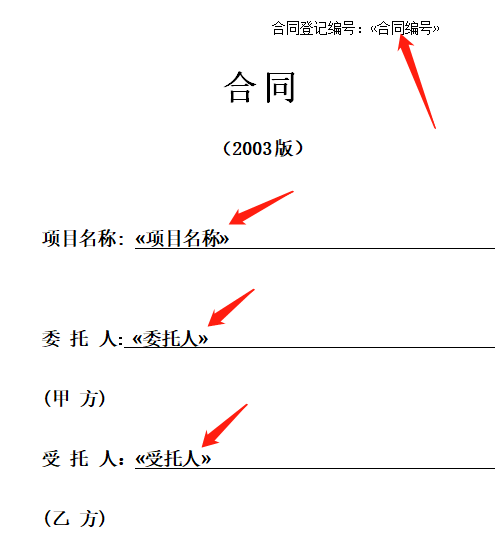 合同登记编号：«合同编号»
合同
（2003版）
项目名称: «项目名称»
委 托 人: «委托人»
(甲 方)
受 托 人：«受托人»
(乙 方)